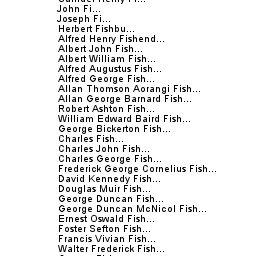 Samuel Henry Fi...
John Fi...
Joseph Fi...
Herbert Fishbu...
Alfred Henry Fishend...
Albert John Fish...
Albert William Fish...
Alfred Augustus Fish...
Alfred George Fish...
Allan Thomson Aorangi Fish...
Allan George Barnard Fish...
Robert Ashton Fish...
William Edward Baird Fish...
George Bickerton Fish...
Charles Fish...
Charles John Fish...
Charles George Fish...
Frederick George Cornelius Fish...
David Kennedy Fish...
Douglas Muir Fish...
George Duncan Fish...
George Duncan McNicol Fish...
Ernest Oswald Fish...
Foster Sefton Fish...
Francis Vivian Fish...
Walter Frederick Fish...